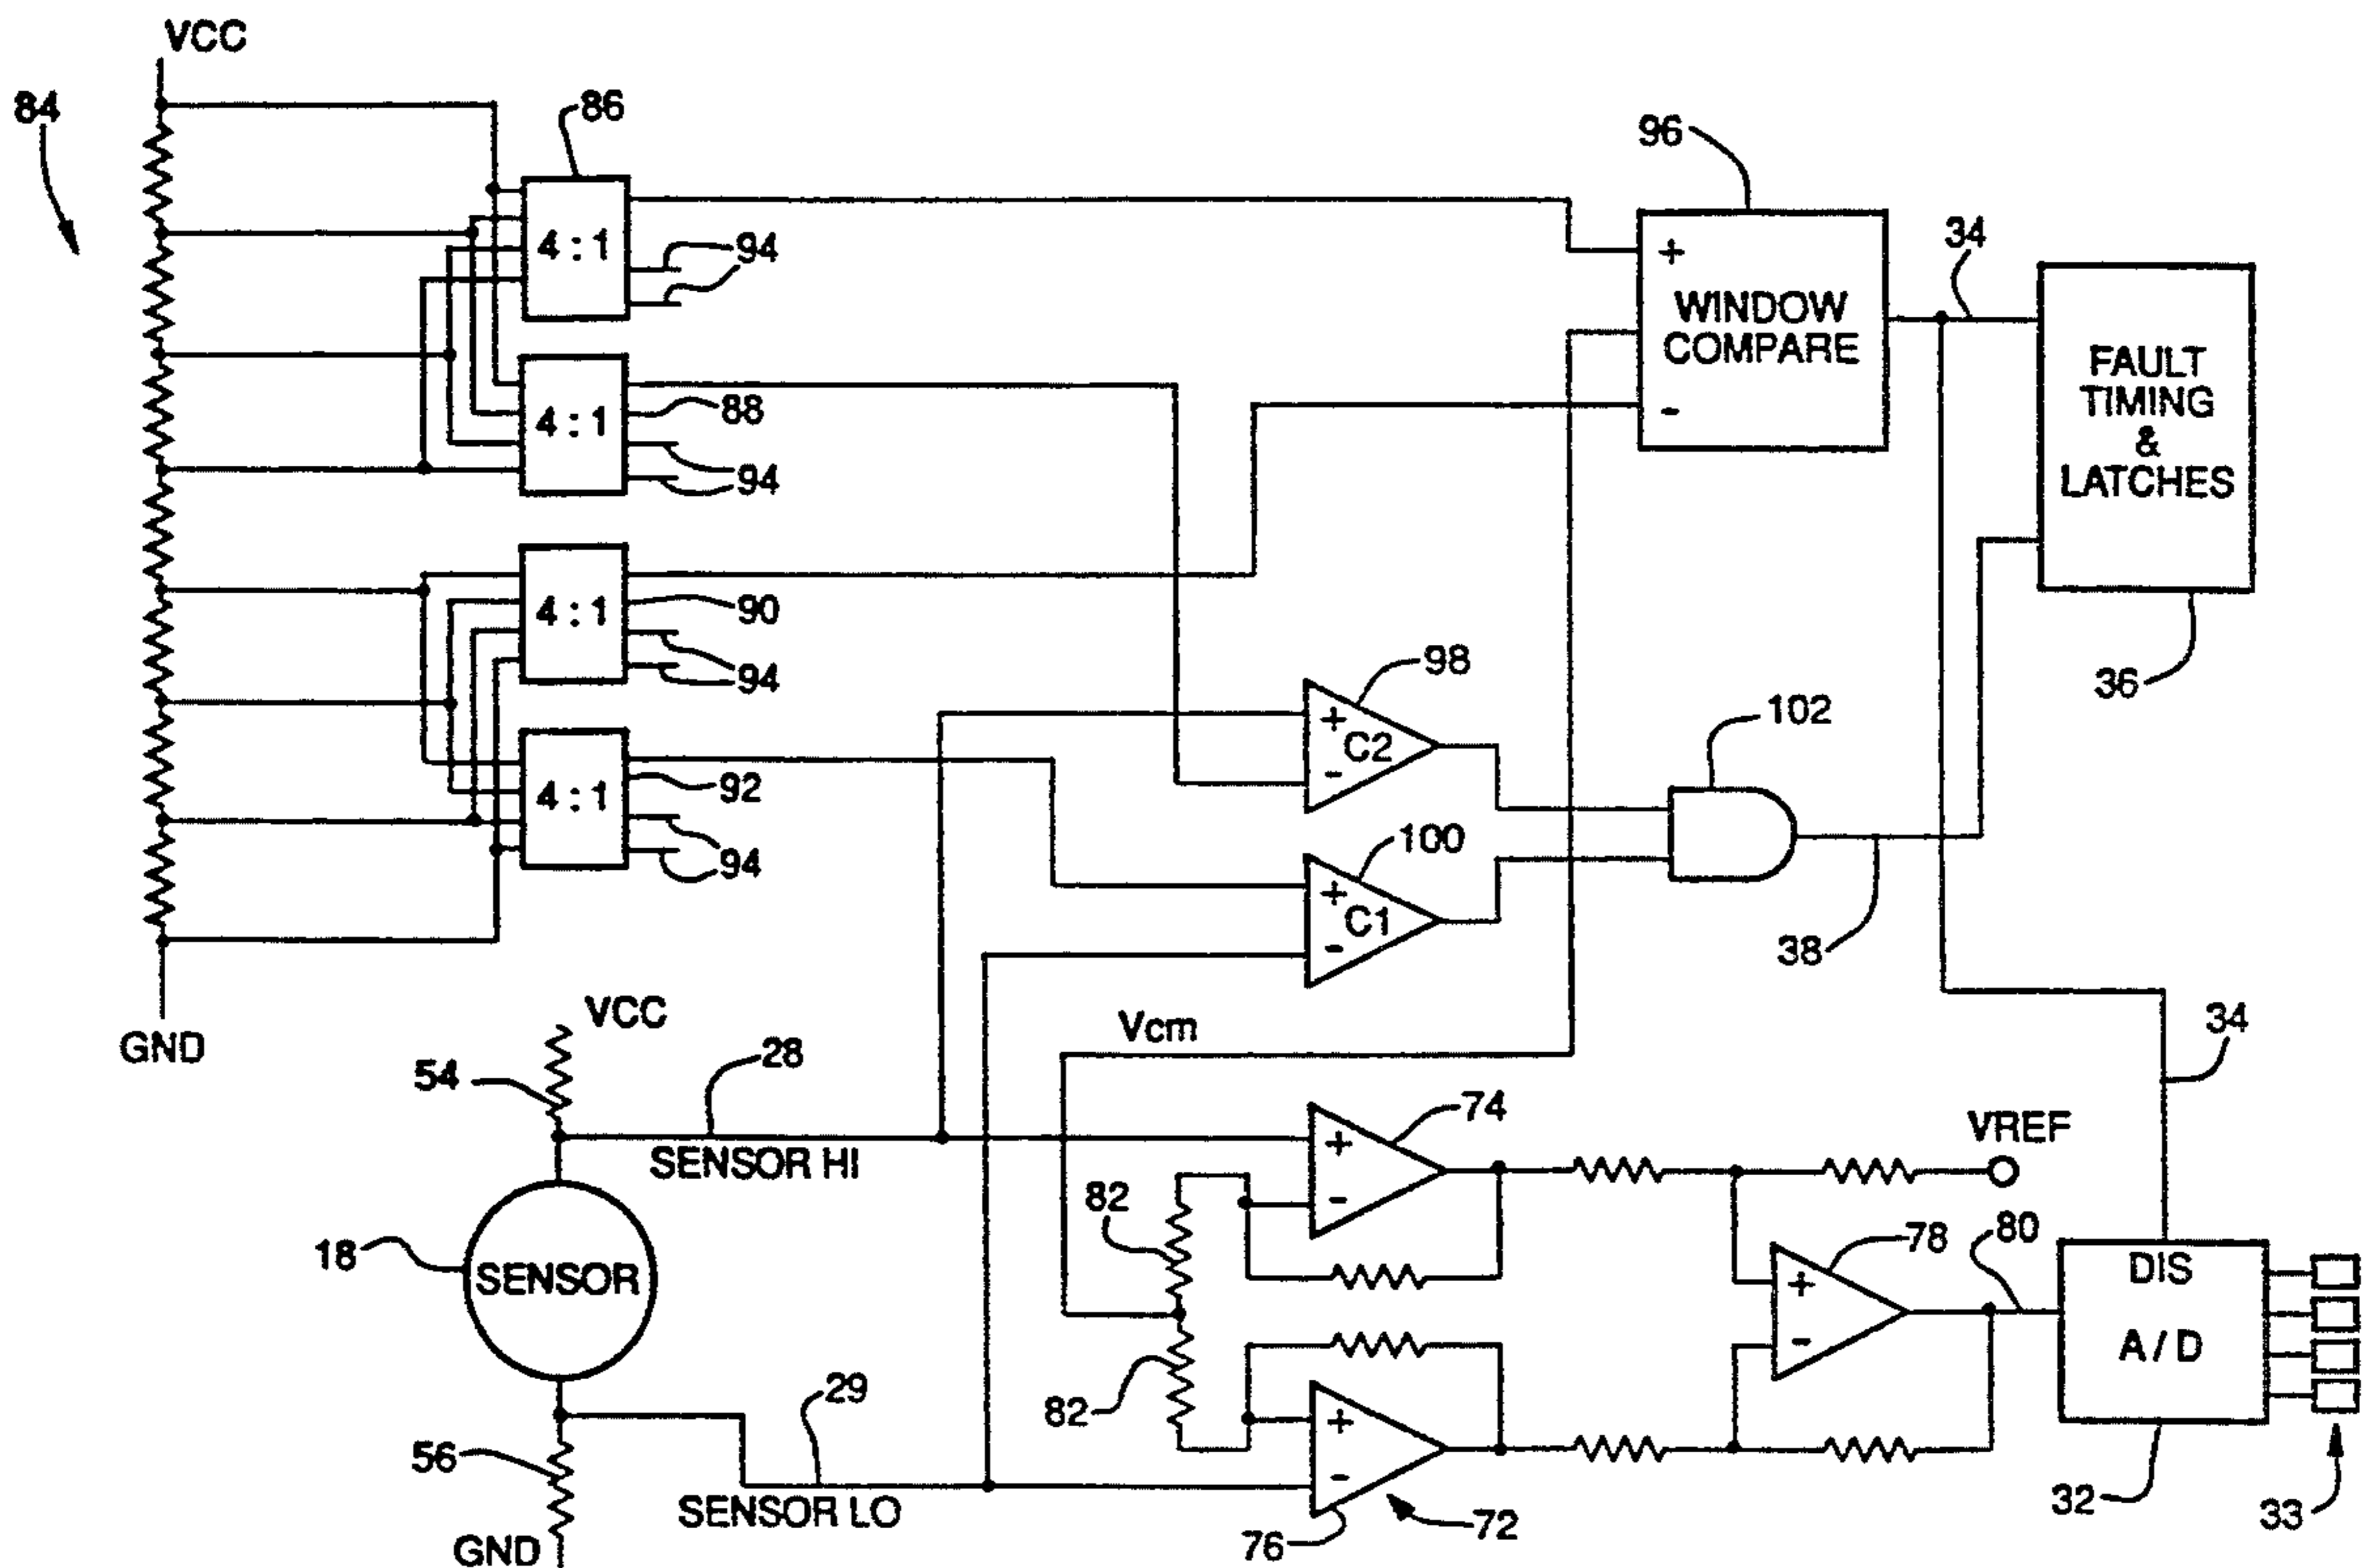 VCC
84
86
96
4:1
94
+
WINDOW
COMPARE
-
34
FAULT
TIMING
&
LATCHES
36
4:1
88
94
4:1
90
94
4:1
92
94
98
+
C2
-
100
+
C1
-
102
38
GND
VCC
54
28
SENSOR HI
Vcm
34
74
+
-
VREF
82
18
SENSOR
78
+
-
80
DIS
A/D
82
29
56
SENSOR LO
GND
+
-
76
72
32
33